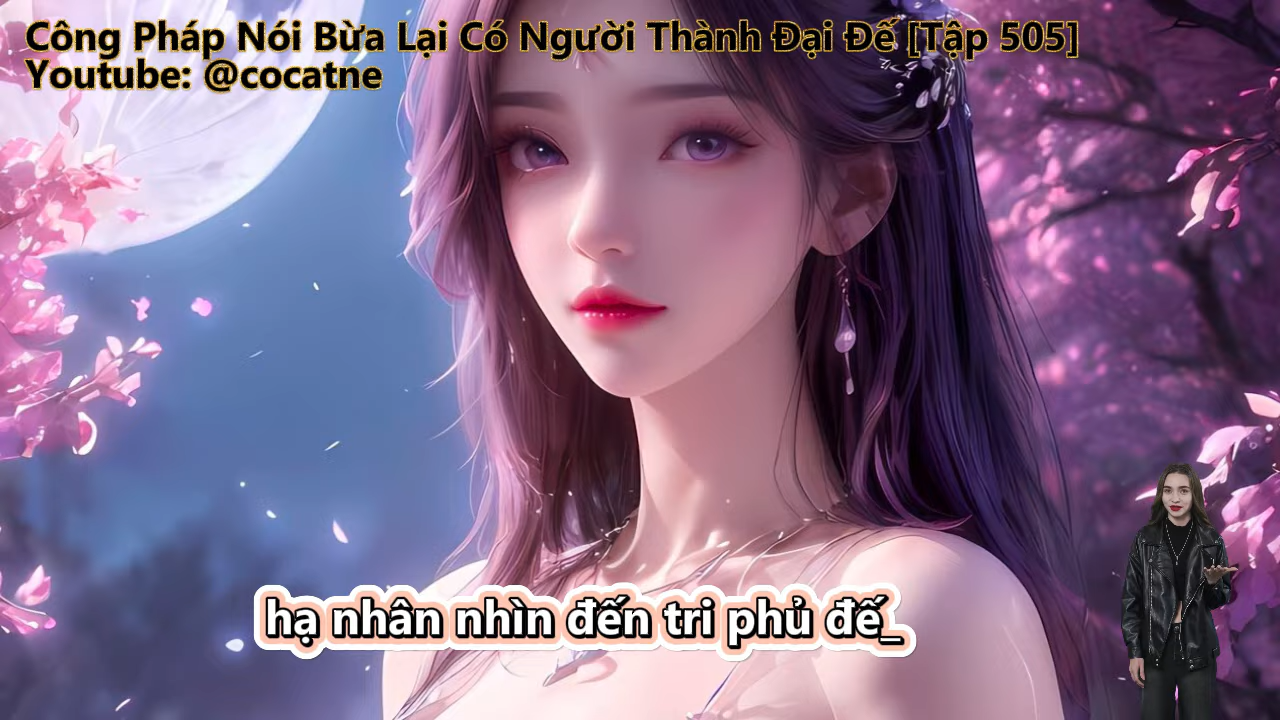 Công Pháp Nói Bừa Lại Có Người Thành Đại Đế [Tập 505]
Youtube: @cocatne
hạ nhân nhìn đến tri phủ đế_